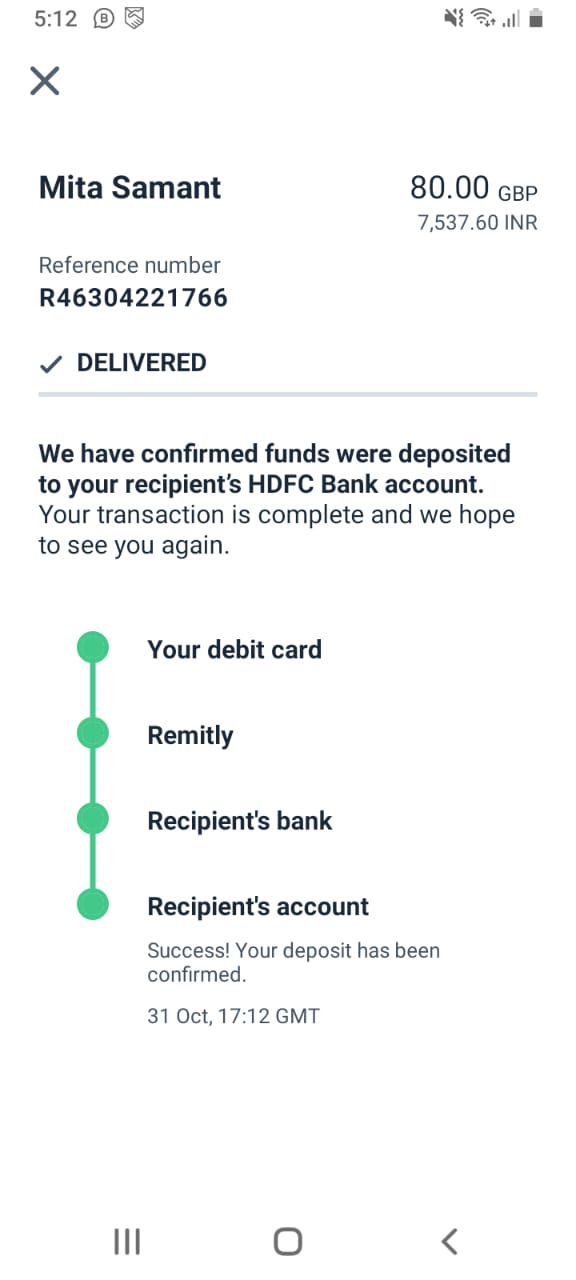 5:12
Mita Samant
80.00 GBP
7,537.60 INR
Reference number
R46304221766
DELIVERED
We have confirmed funds were deposited
to your recipient's HDFC Bank account.
Your transaction is complete and we hope
to see you again.
Your debit card
Remitly
Recipient's bank
Recipient's account
Success! Your deposit has been
confirmed.
31 Oct, 17:12 GMT